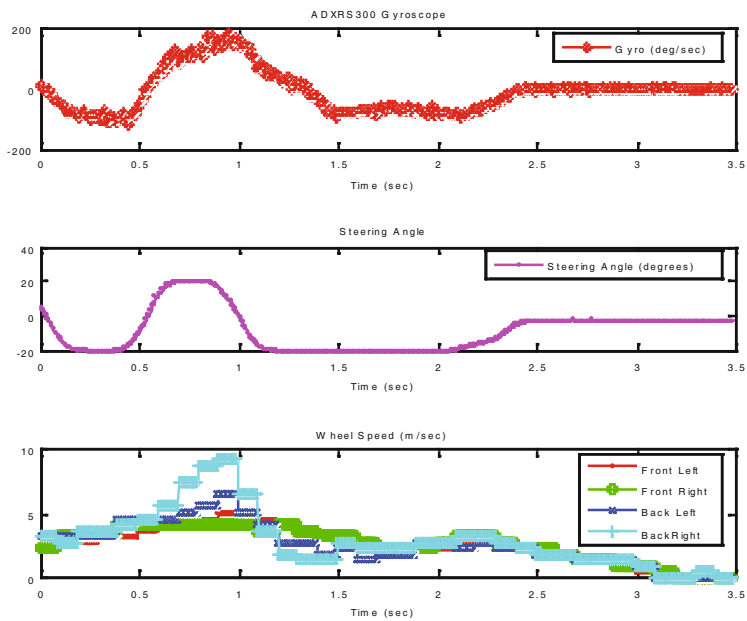 ADXRS300 Gyroscope
200
0
-200
Gyro (deg/sec)
0 0.5 1 1.5 2 2.5 3 3.5
Time (sec)
Steering Angle
40
20
0
-20
Steering Angle (degrees)
0 0.5 1 1.5 2 2.5 3 3.5
Time (sec)
Wheel Speed (m/sec)
10
5
0
Front Left
Front Right
Back Left
BackRight
0 0.5 1 1.5 2 2.5 3 3.5
Time (sec)